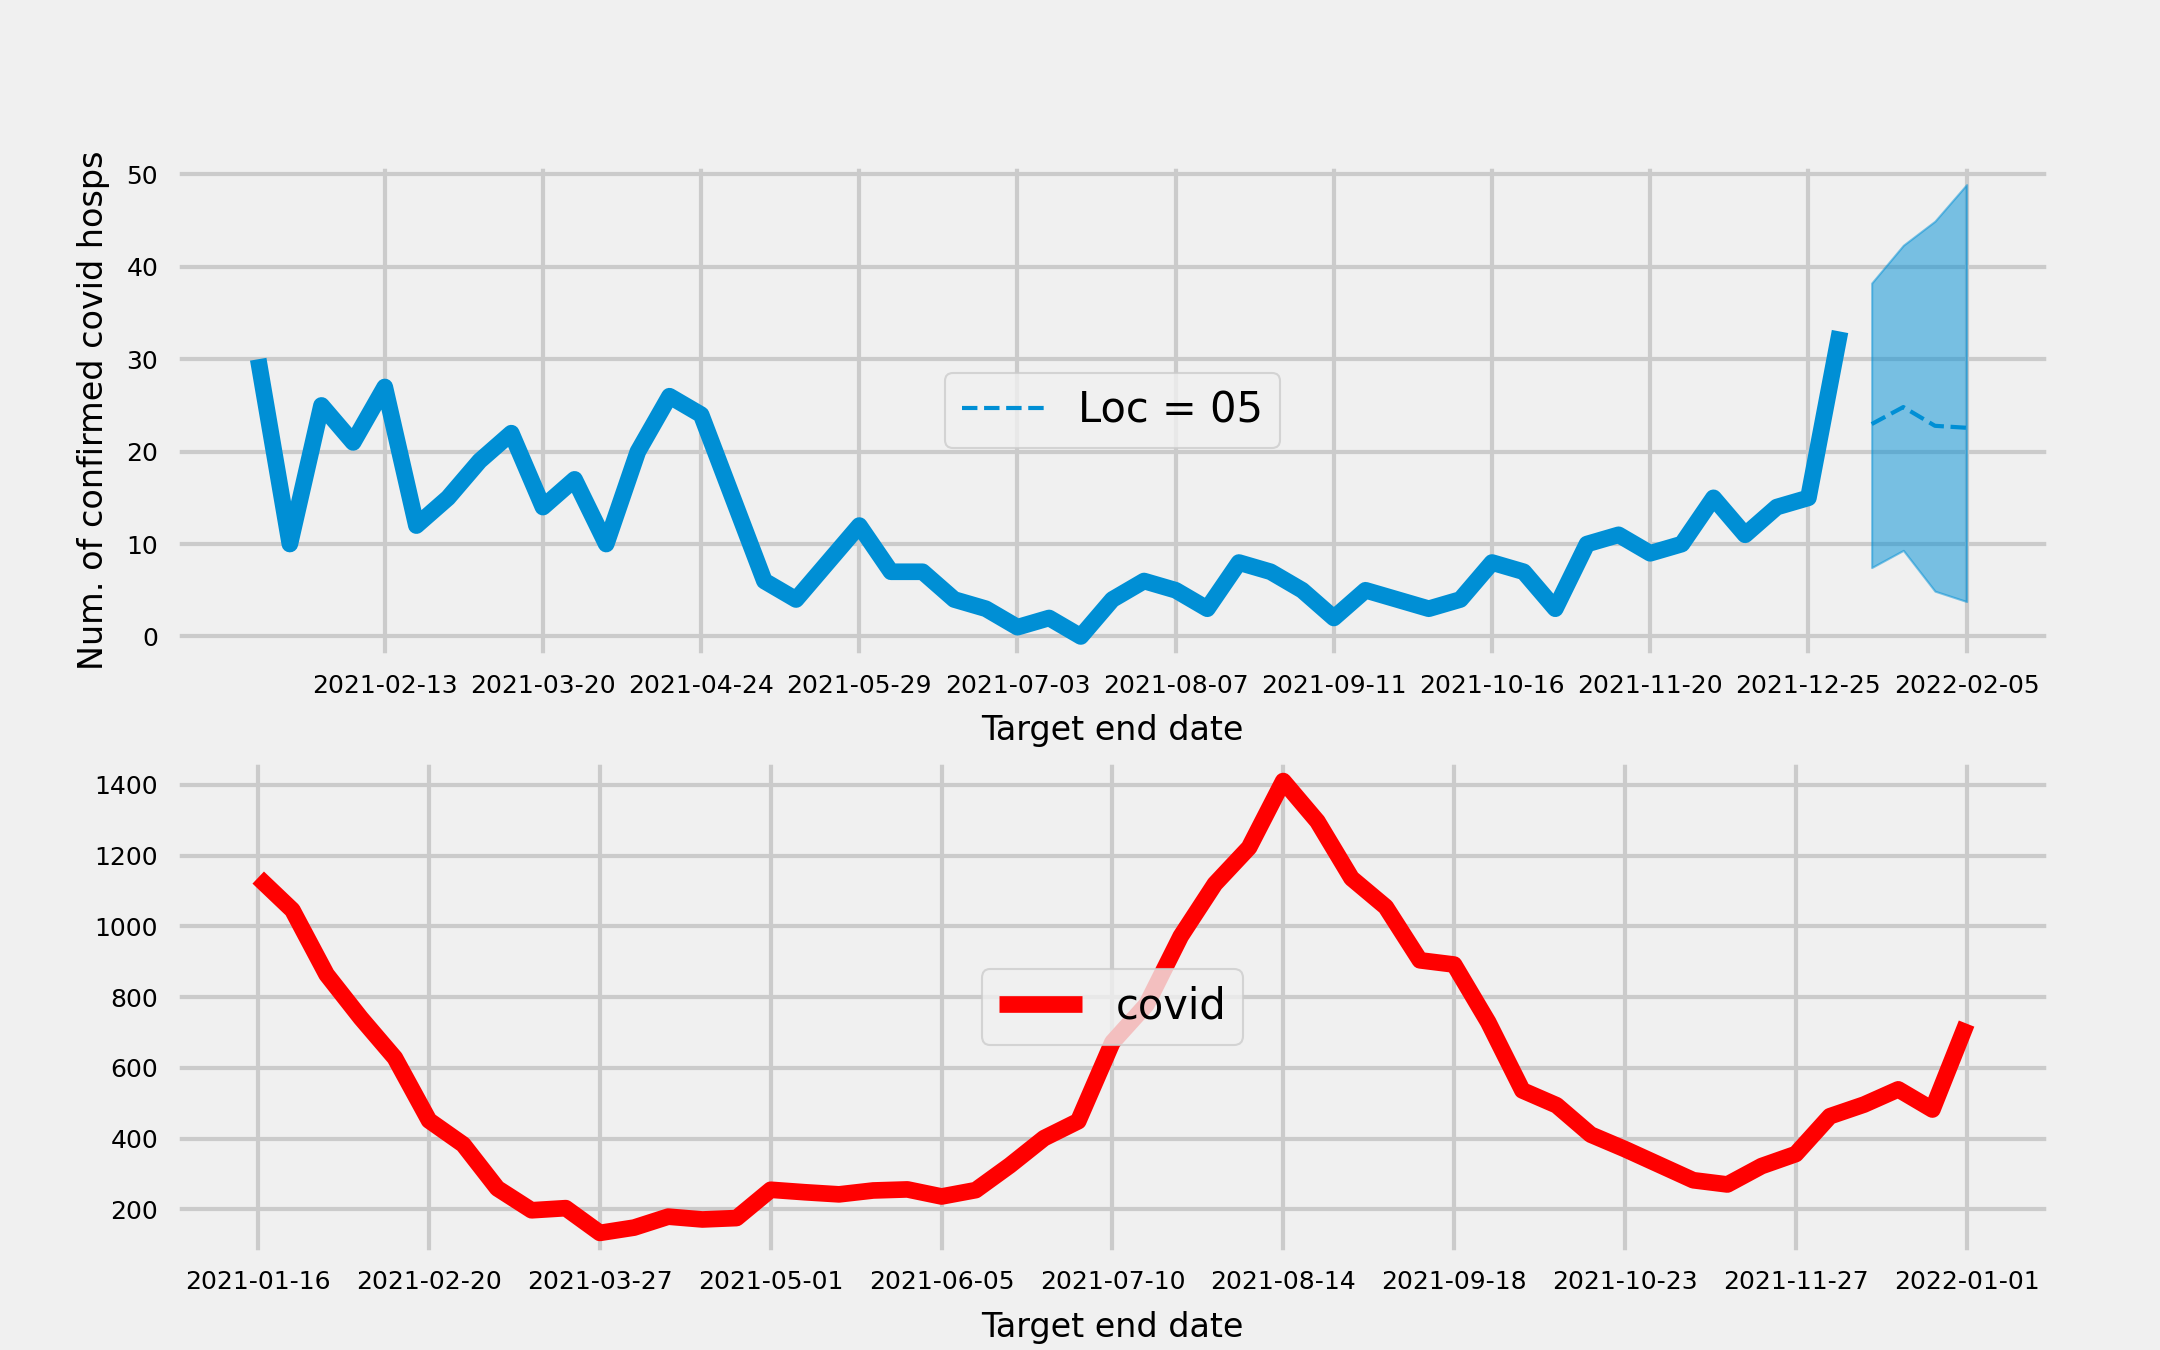 Num. of confirmed covid hosps
50
40
30
20
10
0
Loc = 05
2021-02-13 2021-03-20 2021-04-24 2021-05-29 2021-07-03 2021-08-07 2021-09-11 2021-10-16 2021-11-20 2021-12-25 2022-02-05
Target end date
1400
1200
1000
800
600
400
200
covid
2021-01-16 2021-02-20 2021-03-27 2021-05-01 2021-06-05 2021-07-10 2021-08-14 2021-09-18 2021-10-23 2021-11-27 2022-01-01
Target end date